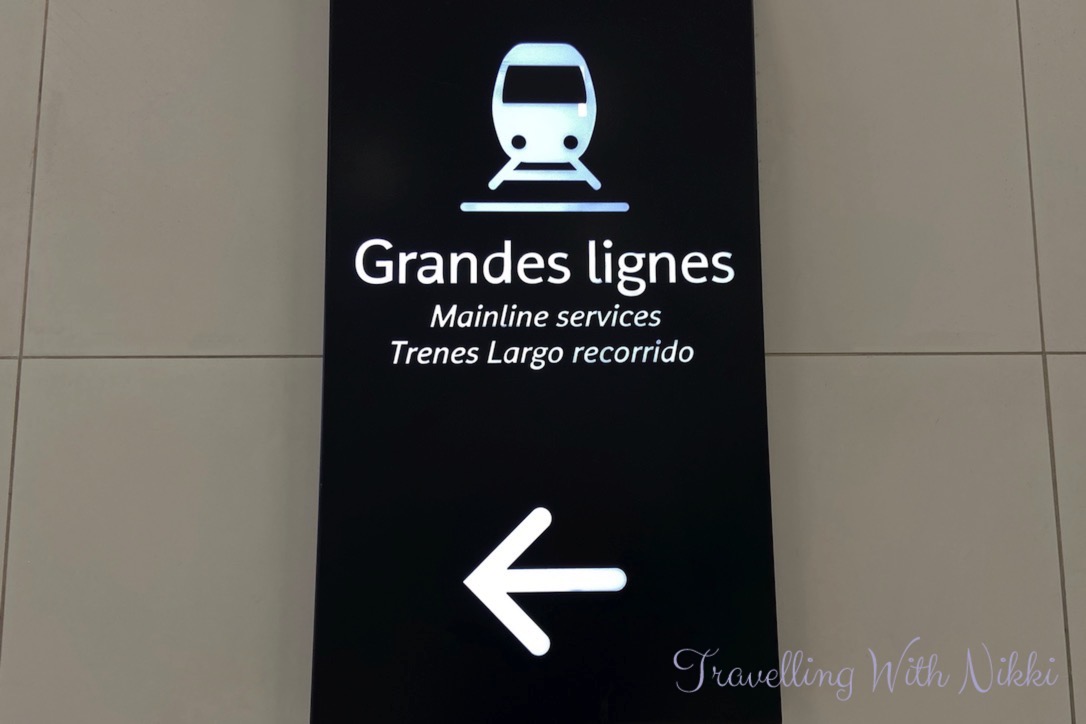 Grandes lignes
Mainline services
Trenes Largo recorrido
Travelling With Nikki